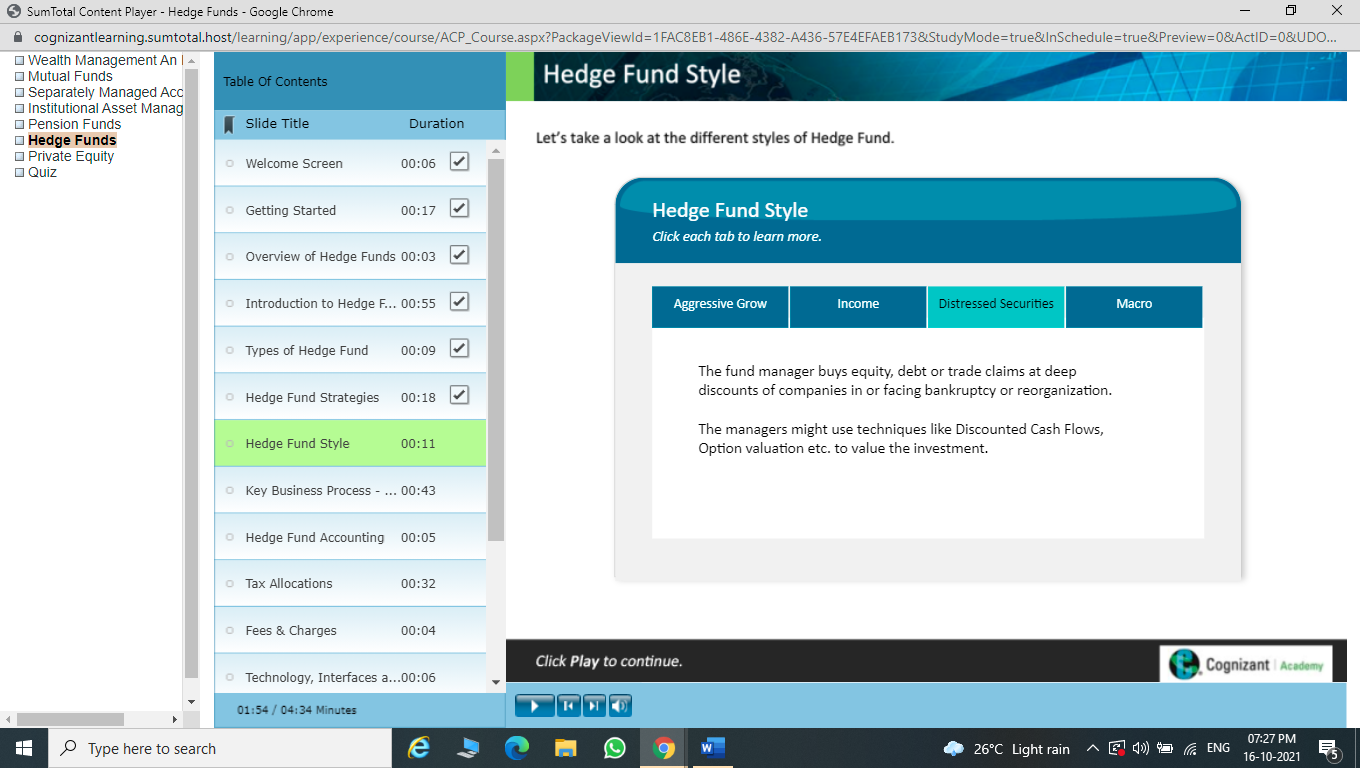 SumTotal Content Player - Hedge Funds - Google Chrome
cognizantlearning.sumtotal.host/learning/app/experience/course/ACP_Course.aspx?PackageViewId=1FAC8EB1-486E-4382-A436-57E4EFAEB173&StudyMode=true&InSchedule=true&Preview=0&ActID=0&UDO...
Wealth Management An
Mutual Funds
Separately Managed Acc
Institutional Asset Manag
Pension Funds
Hedge Funds
Private Equity
Quiz
Table Of Contents
Slide Title Duration
Welcome Screen 00:06
Getting Started 00:17
Overview of Hedge Funds 00:03
Introduction to Hedge F... 00:55
Types of Hedge Fund 00:09
Hedge Fund Strategies 00:18
Hedge Fund Style 00:11
Key Business Process - ... 00:43
Hedge Fund Accounting 00:05
Tax Allocations 00:32
Fees & Charges 00:04
Technology, Interfaces a...00:06
01:54 / 04:34 Minutes
Hedge Fund Style
Let's take a look at the different styles of Hedge Fund.
Hedge Fund Style
Click each tab to learn more.
Aggressive Grow Income Distressed Securities Macro
The fund manager buys equity, debt or trade claims at deep
discounts of companies in or facing bankruptcy or reorganization.
The managers might use techniques like Discounted Cash Flows,
Option valuation etc. to value the investment.
Click Play to continue.
Cognizant | Academy
Type here to search
26°C Light rain
ENG
07:27 PM
16-10-2021
5